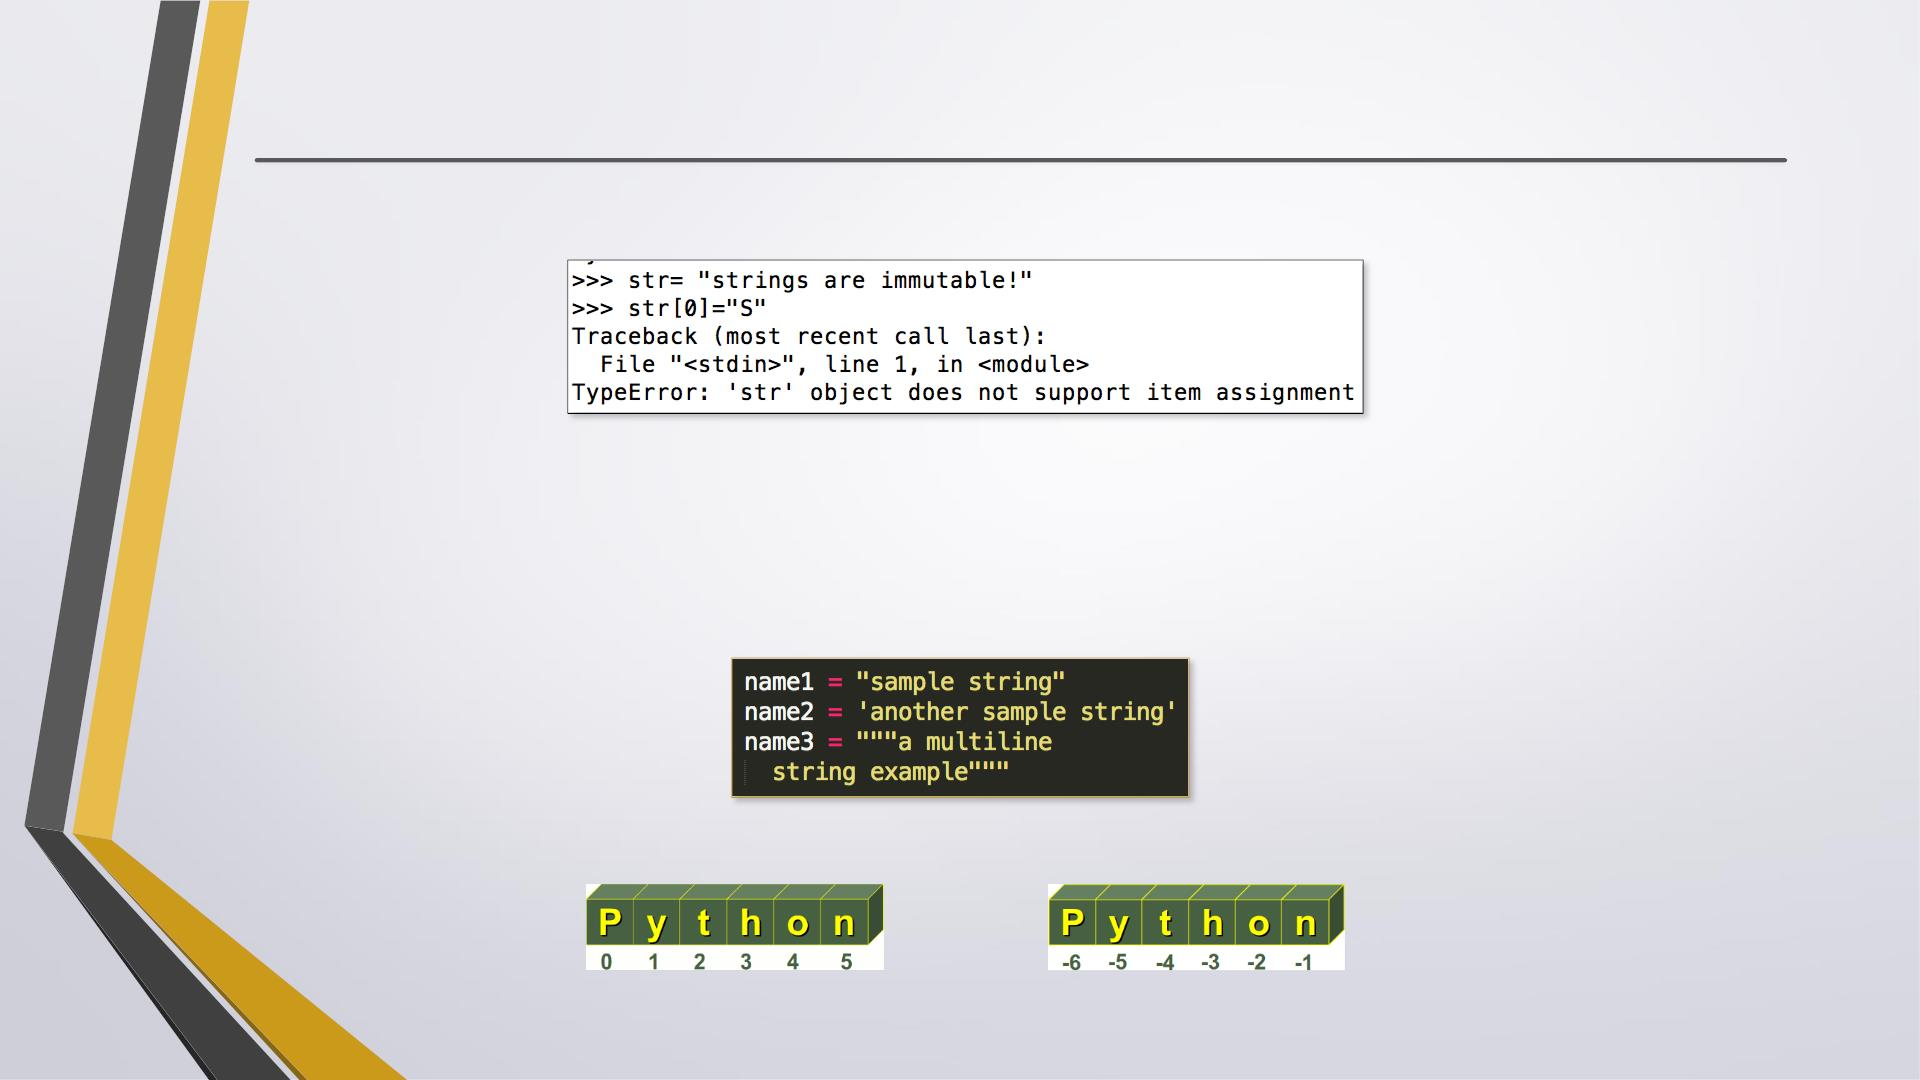 >>> str= "strings are immutable!"
>>> str[0]="S"
Traceback (most recent call last):
  File "<stdin>", line 1, in <module>
TypeError: 'str' object does not support item assignment
name1 = "sample string"
name2 = 'another sample string'
name3 = """a multiline
  string example"""
P y t h o n
0 1 2 3 4 5
P y t h o n
-6 -5 -4 -3 -2 -1